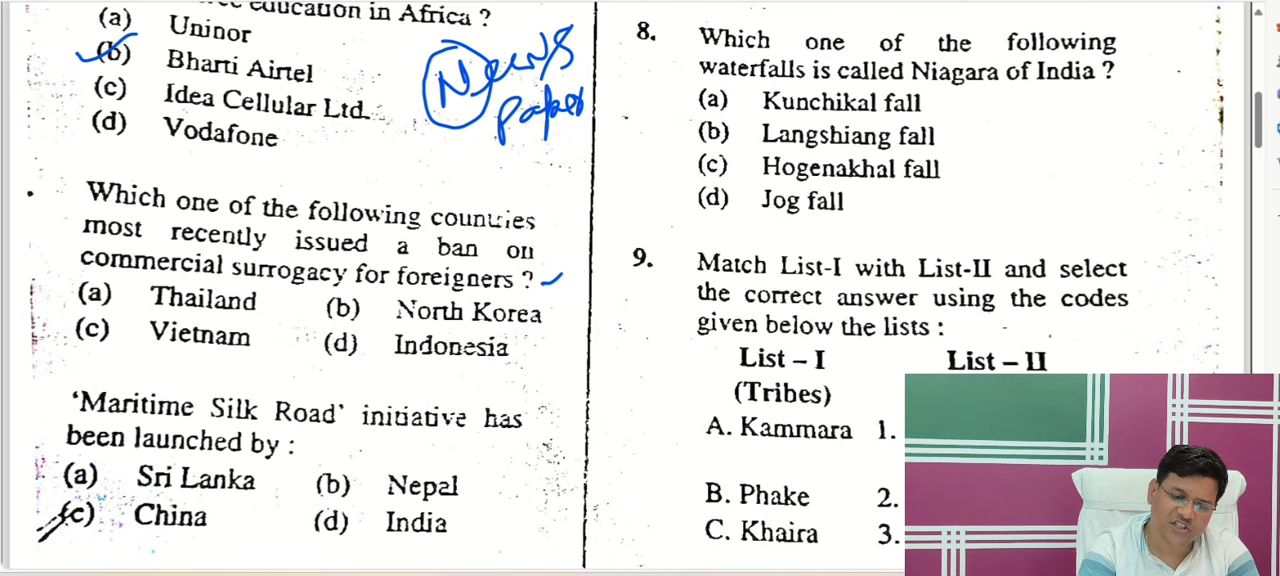 education in Africa ?
(a) Uninor
(b) Bharti Airtel
(c) Idea Cellular Ltd.
(d) Vodafone
News
paper
Which one of the following countries
most recently issued a ban on
commercial surrogacy for foreigners ?
(a) Thailand (b) North Korea
(c) Vietnam (d) Indonesia
'Maritime Silk Road' initiative has
been launched by :
(a) Sri Lanka (b) Nepal
(c) China (d) India
8. Which one of the following
waterfalls is called Niagara of India ?
(a) Kunchikal fall
(b) Langshiang fall
(c) Hogenakhal fall
(d) Jog fall
9. Match List-I with List-II and select
the correct answer using the codes
given below the lists :
List – I List – II
(Tribes)
A. Kammara 1.
B. Phake 2.
C. Khaira 3.